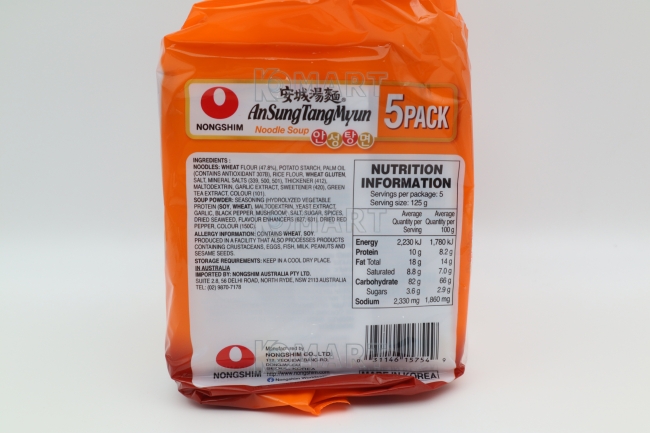 K-MART
安城湯麵
AnSungTangMyun
Noodle Soup 안성탕면
5PACK
NONGSHIM
INGREDIENTS:
NOODLES: WHEAT FLOUR (47.8%), POTATO STARCH, PALM OIL
(CONTAINS ANTIOXIDANT 307B), RICE FLOUR, WHEAT GLUTEN,
SALT, MINERAL SALTS (339, 500, 501), THICKENER (412),
MALTODEXTRIN, GARLIC EXTRACT, SWEETENER (420), GREEN
TEA EXTRACT, COLOUR (101).
SOUP POWDER: SEASONING (HYDROLYZED VEGETABLE
PROTEIN (SOY, WHEAT), MALTODEXTRIN, YEAST EXTRACT,
GARLIC, BLACK PEPPER, MUSHROOM, SALT, SUGAR, SPICES,
DRIED SEAWEED, FLAVOUR ENHANCERS (627, 631), DRIED RED
PEPPER, COLOUR (150C).
ALLERGY INFORMATION: CONTAINS WHEAT, SOY.
PRODUCED IN A FACILITY THAT ALSO PROCESSES PRODUCTS
CONTAINING CRUSTACEANS, EGGS, FISH, MILK, PEANUTS AND
SESAME SEEDS.
STORAGE REQUIREMENTS: KEEP IN A COOL DRY PLACE
IN AUSTRALIA
IMPORTED BY: NONGSHIM AUSTRALIA PTY LTD.
SUITE 2.8, 56 DELHI ROAD, NORTH RYDE, NSW 2113 AUSTRALIA
TEL: (02) 9870-7178
NUTRITION
INFORMATION
Servings per package: 5
Serving size: 125 g
Average Quantity per Serving
Average Quantity per 100 g
Energy 2,230 kJ 1,780 kJ
Protein 10 g 8.2 g
Fat Total 18 g 14 g
Saturated 8.8 g 7.0 g
Carbohydrate 82 g 66 g
Sugars 3.6 g 2.9 g
Sodium 2,330 mg 1,860 mg
NONGSHIM
Manufactured by
NONGSHIM CO., LTD.
0 31146 15754 9
MADE IN KOREA